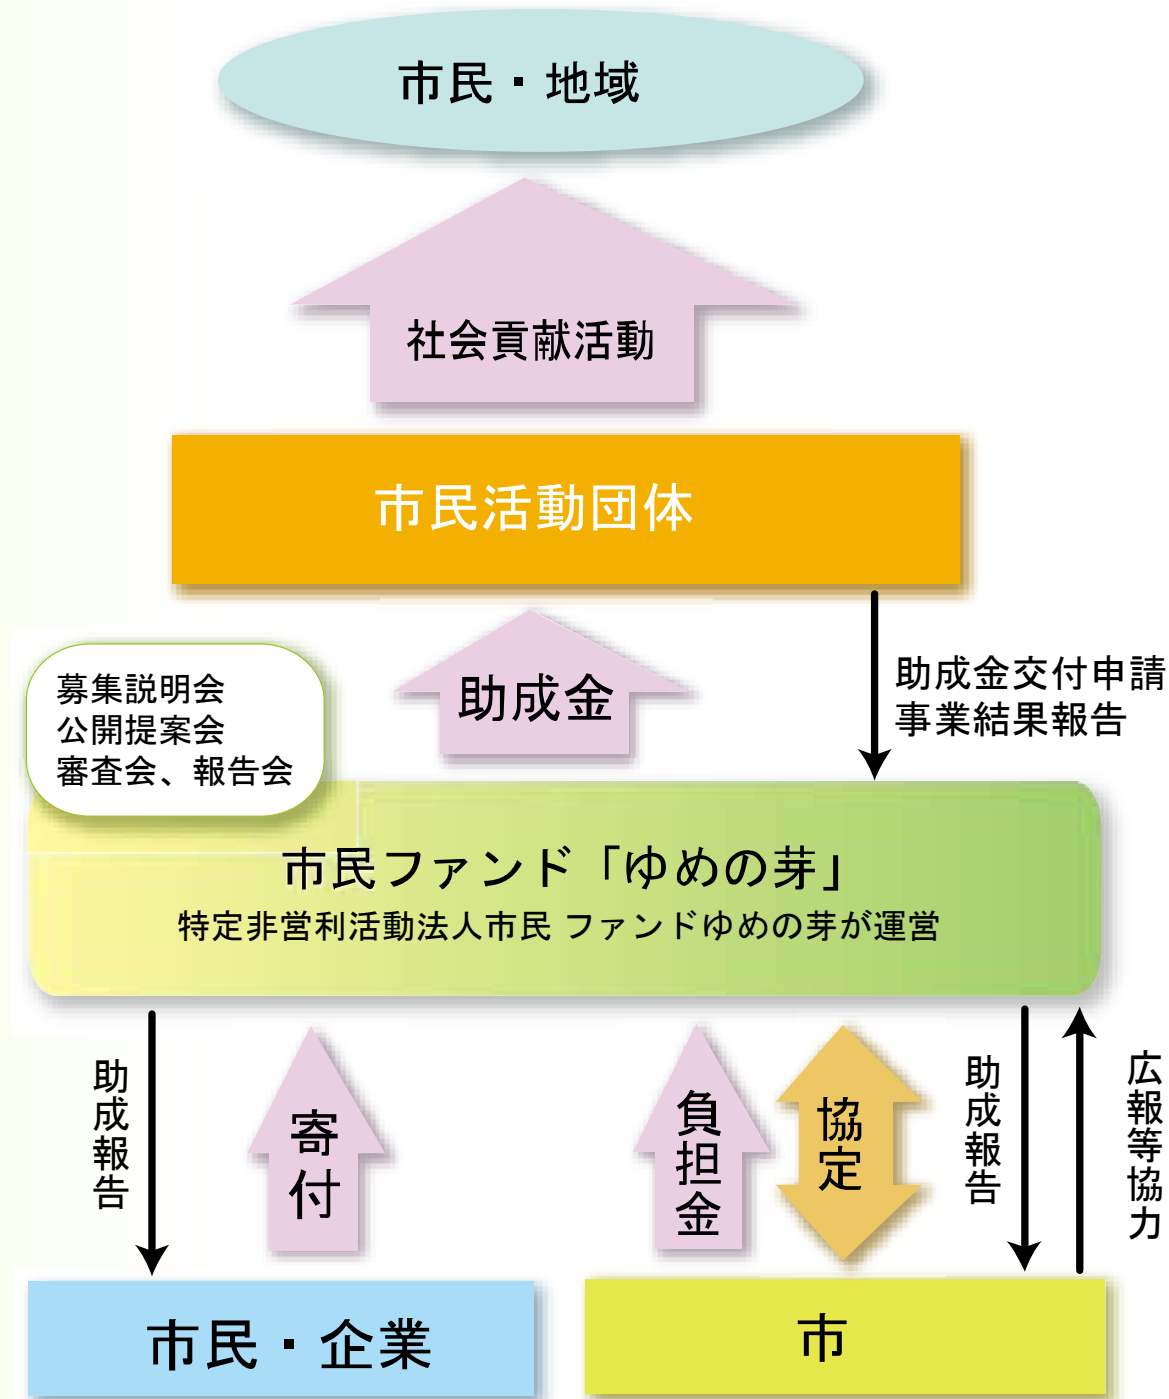 市民・地域
社会貢献活動
市民活動団体
助成金
助成金交付申請
事業結果報告
募集説明会
公開提案会
審査会、報告会
市民ファンド「ゆめの芽」
特定非営利活動法人市民 ファンドゆめの芽が運営
助成報告
寄付
負担金
協定
助成報告
広報等協力
市民・企業
市